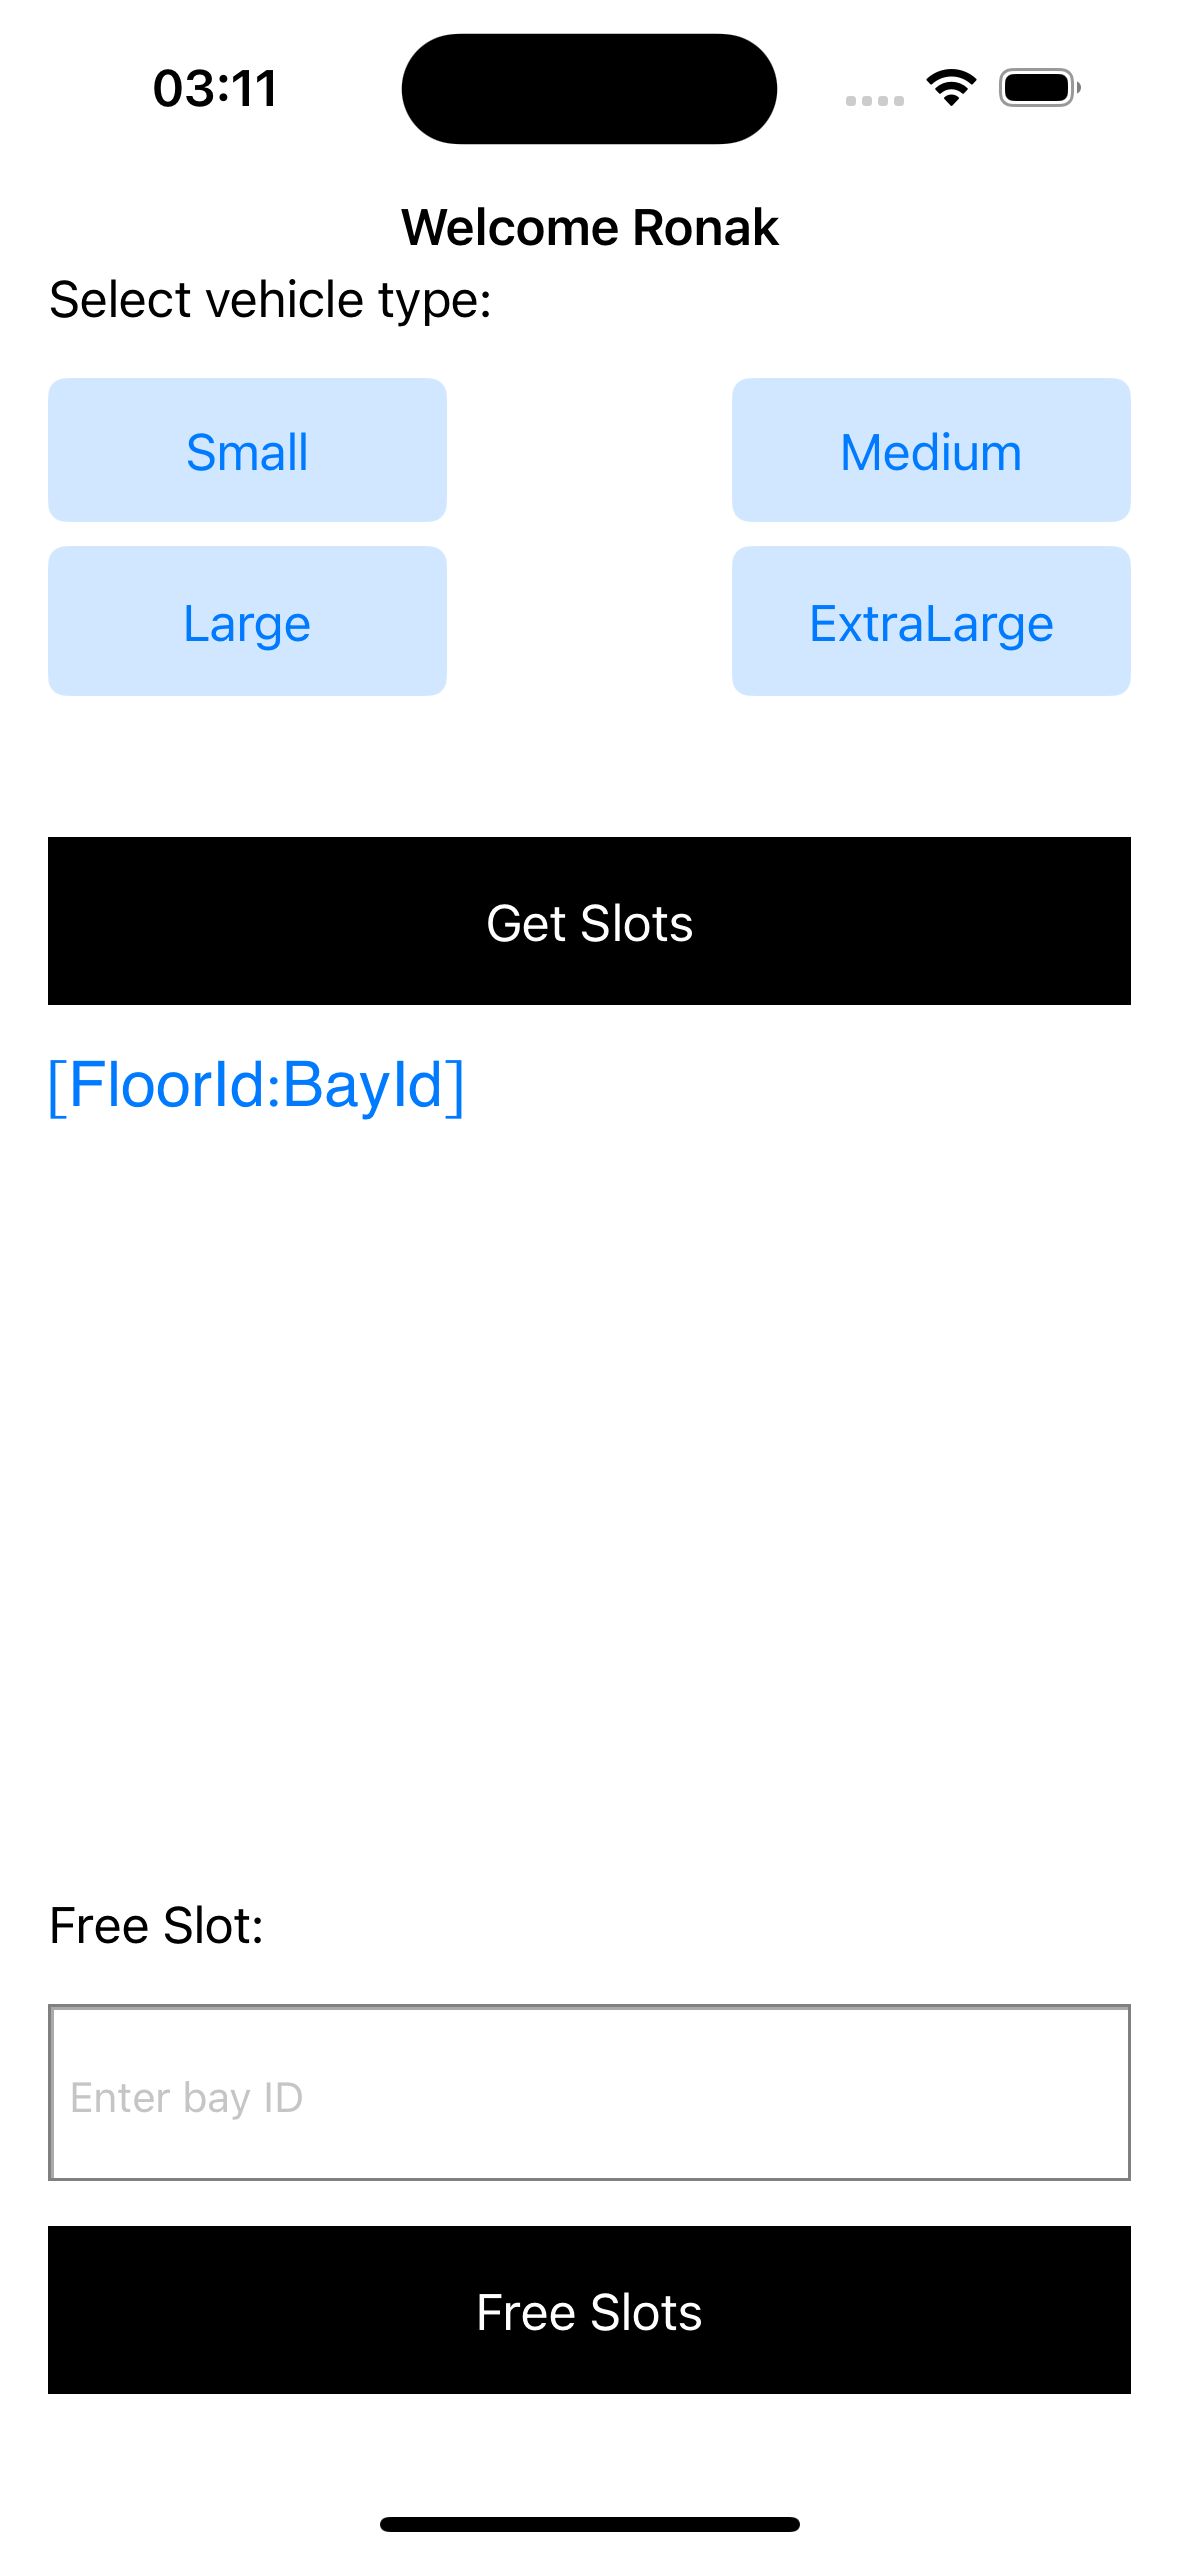 03:11
Welcome Ronak
Select vehicle type:
Small
Medium
Large
ExtraLarge
Get Slots
[FloorId:BayId]
Free Slot:
Enter bay ID
Free Slots